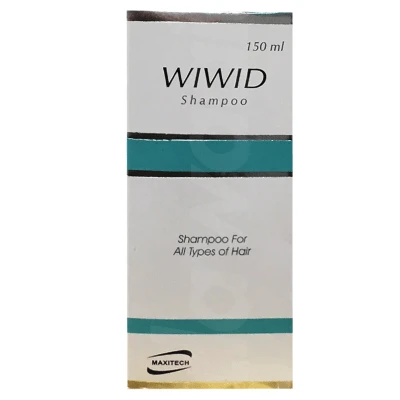 150 ml
WIWID
Shampoo
Shampoo For
All Types of Hair
MAXITECH